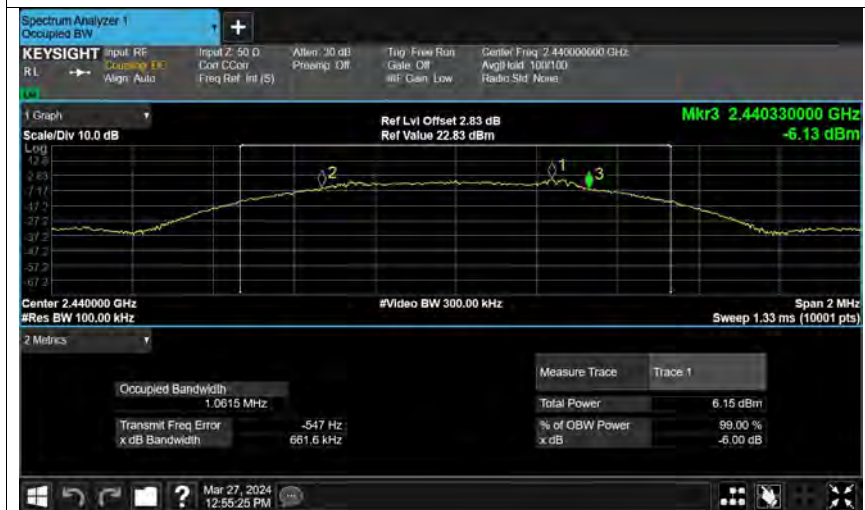 Spectrum Analyzer 1
Occupied BW
+
KEYSIGHT Input: RF Input Z: 50 Ω Atten: 30 dB Trig: Free Run Center Freq: 2.440000000 GHz
RL Coupling: DC Corr CCorr Preamp: Off Gate: Off Avg|Hold: 100/100
Align: Auto Freq Ref: Int (S) #IF Gain: Low Radio Std: None
1 Graph
Ref Lvl Offset 2.83 dB Mkr3 2.440330000 GHz
Scale/Div 10.0 dB Ref Value 22.83 dBm -6.13 dBm
Log
12.8
2.83
-7.17
-17.2
-27.2
-37.2
-47.2
-57.2
-67.2
2 1 3
Center 2.440000 GHz #Video BW 300.00 kHz Span 2 MHz
#Res BW 100.00 kHz Sweep 1.33 ms (10001 pts)
2 Metrics
Measure Trace Trace 1
Occupied Bandwidth
1.0615 MHz Total Power 6.15 dBm
Transmit Freq Error -547 Hz % of OBW Power 99.00 %
x dB Bandwidth 661.6 kHz x dB -6.00 dB
? Mar 27, 2024
12:55:25 PM